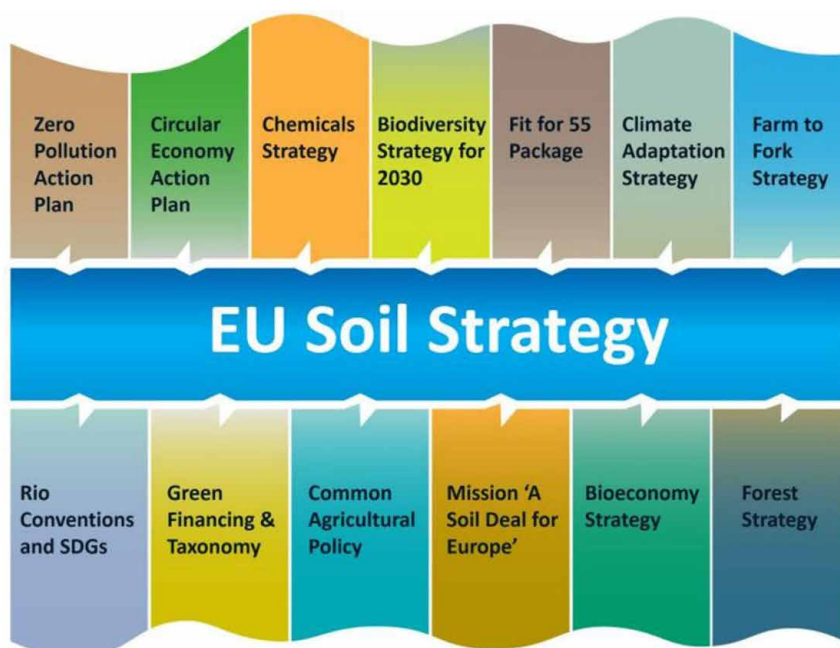 Zero
Pollution
Action
Plan
Circular
Economy
Action
Plan
Chemicals
Strategy
Biodiversity
Strategy for
2030
Fit for 55
Package
Climate
Adaptation
Strategy
Farm to
Fork
Strategy
EU Soil Strategy
Rio
Conventions
and SDGs
Green
Financing &
Taxonomy
Common
Agricultural
Policy
Mission ‘A
Soil Deal for
Europe’
Bioeconomy
Strategy
Forest
Strategy